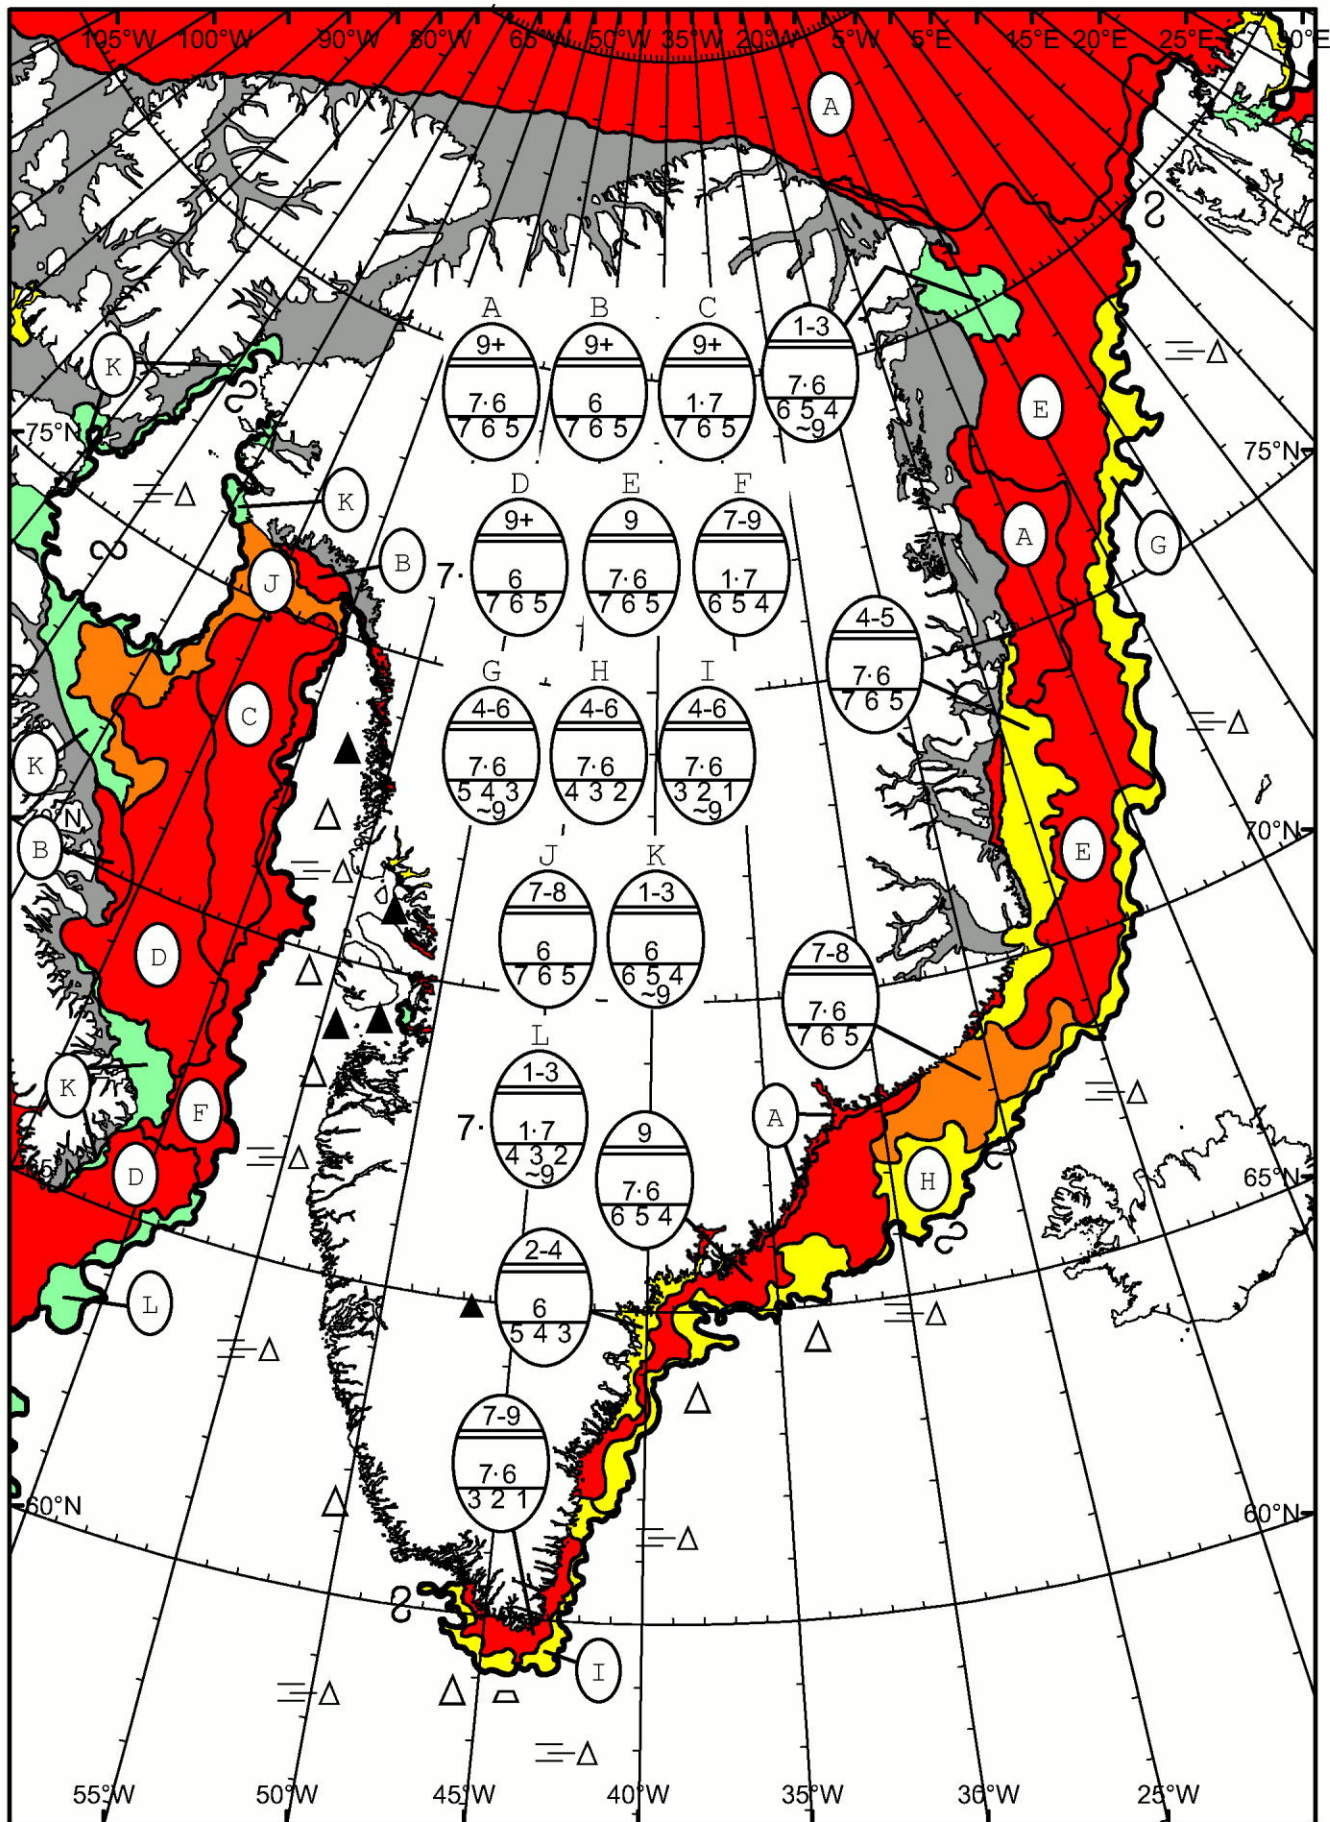 105°W 100°W 90°W 80°W 65°W 50°W 35°W 20°W 5°W 5°E 15°E 20°E 25°E
A
A B C
9+ 9+ 9+ 1-3
7·6 6 1·7 7·6
7 6 5 7 6 5 7 6 5 6 5 4
~9
K
E
75°N
75°N
K
D E F
9+ 9 7-9
7· 6 7·6 1·7
7 6 5 7 6 5 6 5 4
A
G
B
J
4-5
7·6
7 6 5
G H I
4-6 4-6 4-6
7·6 7·6 7·6
5 4 3 4 3 2 3 2 1
~9 ~9
C
K
70°N
B
E
J K
7-8 1-3
6 6
7 6 5 6 5 4
~9
D
7-8
7·6
7 6 5
L
1-3
7· 1·7
4 3 2
~9
K
F
A
9
7·6
6 5 4
65°N
D
H
65°N
2-4
6
5 4 3
L
7-9
7·6
3 2 1
60°N
60°N
I
55°W 50°W 45°W 40°W 35°W 30°W 25°W